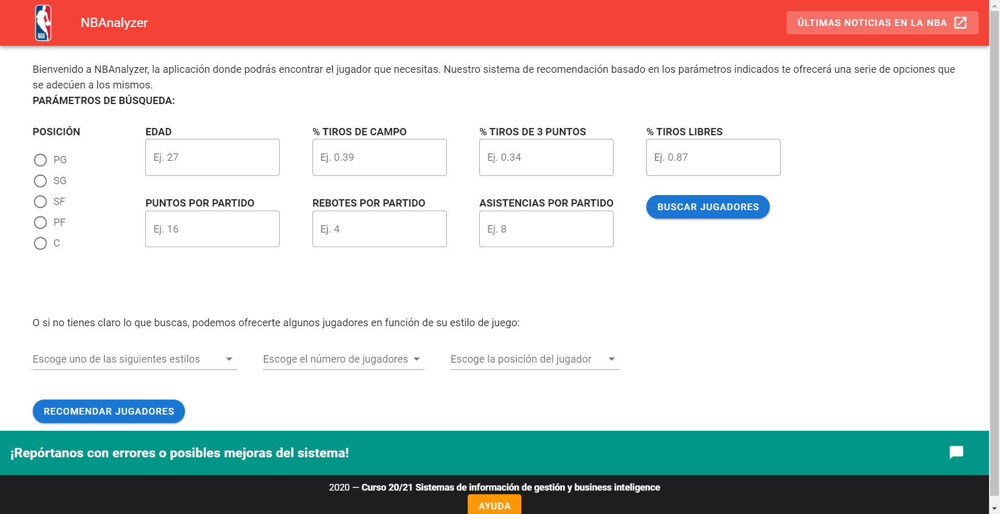 NBA
NBAnalyzer
ÚLTIMAS NOTICIAS EN LA NBA
Bienvenido a NBAnalyzer, la aplicación donde podrás encontrar el jugador que necesitas. Nuestro sistema de recomendación basado en los parámetros indicados te ofrecerá una serie de opciones que
se adecúen a los mismos.
PARÁMETROS DE BÚSQUEDA:
POSICIÓN
PG
SG
SF
PF
C
EDAD
Ej. 27
% TIROS DE CAMPO
Ej. 0.39
% TIROS DE 3 PUNTOS
Ej. 0.34
% TIROS LIBRES
Ej. 0.87
PUNTOS POR PARTIDO
Ej. 16
REBOTES POR PARTIDO
Ej. 4
ASISTENCIAS POR PARTIDO
Ej. 8
BUSCAR JUGADORES
O si no tienes claro lo que buscas, podemos ofrecerte algunos jugadores en función de su estilo de juego:
Escoge uno de las siguientes estilos
Escoge el número de jugadores
Escoge la posición del jugador
RECOMENDAR JUGADORES
¡Repórtanos con errores o posibles mejoras del sistema!
2020 — Curso 20/21 Sistemas de información de gestión y business inteligence
AYUDA